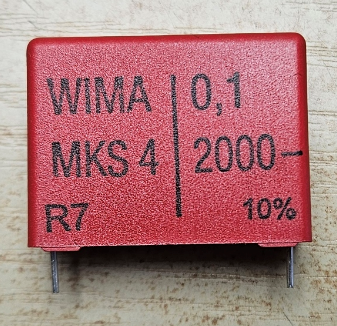 WIMA | 0,1
MKS 4 | 2000–
R7 10%